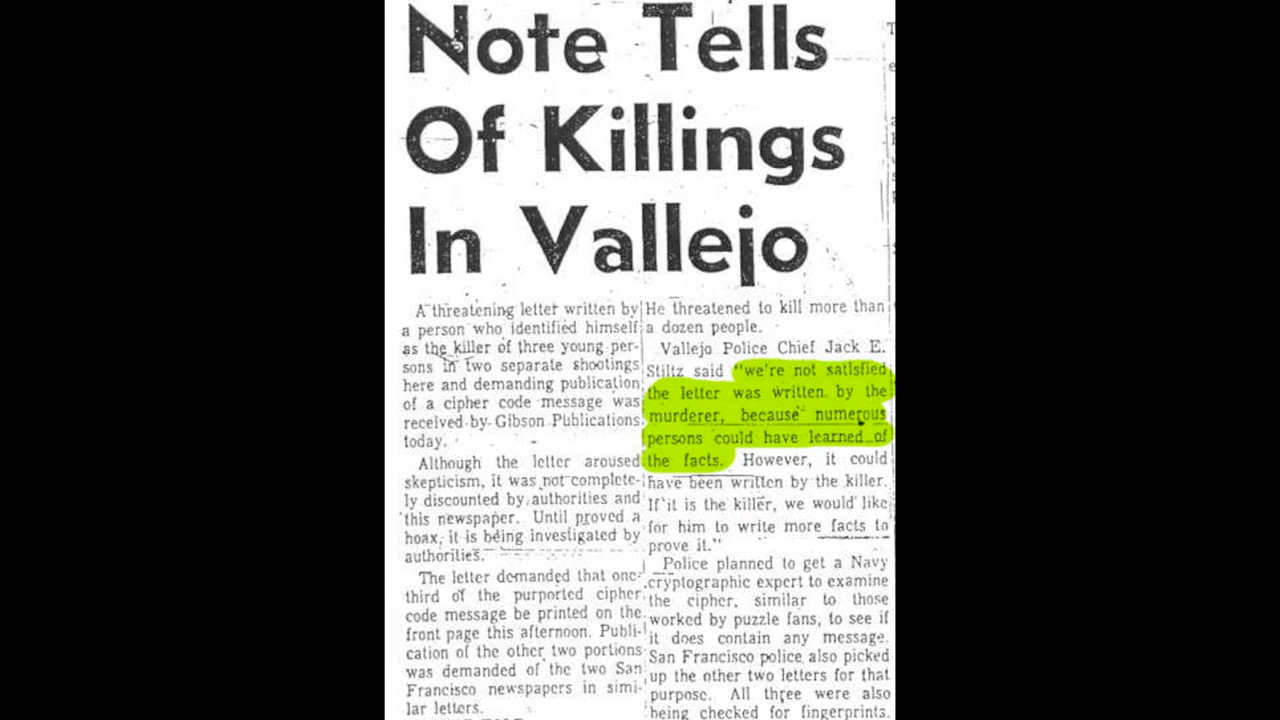 Note Tells
Of Killings
In Vallejo
A threatening letter written by
a person who identified himself
as the killer of three young per-
sons in two separate shootings
here and demanding publication
of a cipher code message was
received by Gibson Publications
today.
Although the letter aroused
skepticism, it was not complete-
ly discounted by authorities and
this newspaper. Until proved a
hoax, it is being investigated by
authorities.
The letter demanded that one-
third of the purported cipher
code message be printed on the
front page this afternoon. Publi-
cation of the other two portions
was demanded of the two San
Francisco newspapers in simi-
lar letters.
He threatened to kill more than
a dozen people.
Vallejo Police Chief Jack E.
Stiltz said "we're not satisfied
the letter was written by the
murderer, because numerous
persons could have learned of
the facts. However, it could
have been written by the killer.
If it is the killer, we would like
for him to write more facts to
prove it."
Police planned to get a Navy
cryptographic expert to examine
the cipher, similar to those
worked by puzzle fans, to see if
it does contain any message.
San Francisco police also picked
up the other two letters for that
purpose. All three were also
being checked for fingerprints.